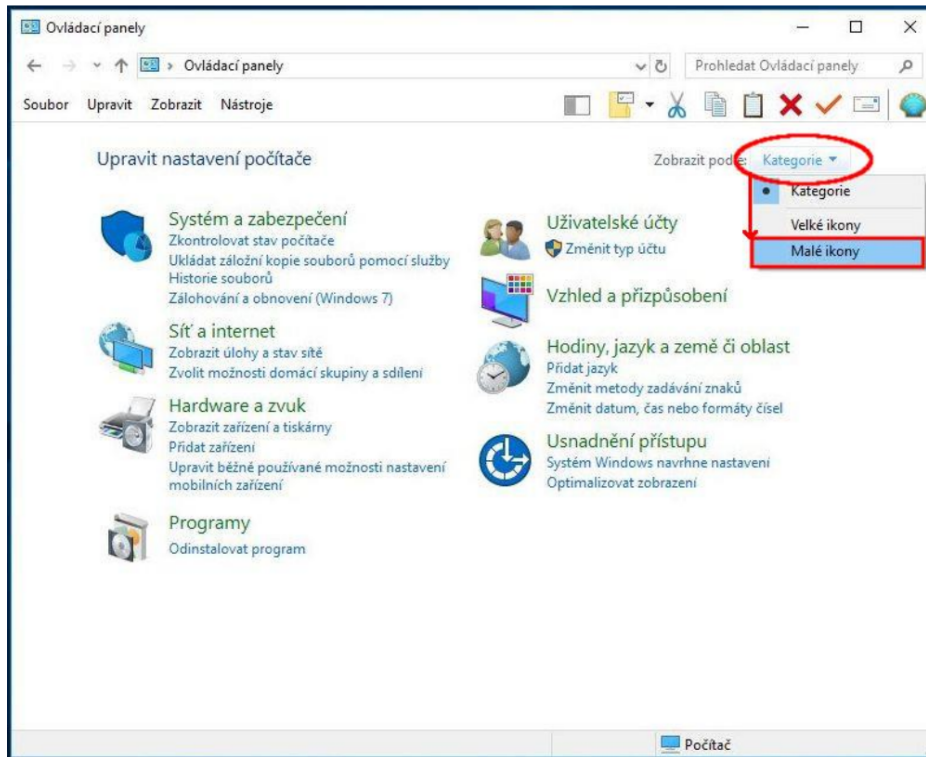 Ovládací panely
Ovládací panely
Prohledat Ovládací panely
Soubor Upravit Zobrazit Nástroje
Upravit nastavení počítače
Zobrazit podle: Kategorie
Kategorie
Velké ikony
Malé ikony
Systém a zabezpečení
Zkontrolovat stav počítače
Ukládat záložní kopie souborů pomocí služby
Historie souborů
Zálohování a obnovení (Windows 7)
Síť a internet
Zobrazit úlohy a stav sítě
Zvolit možnosti domácí skupiny a sdílení
Hardware a zvuk
Zobrazit zařízení a tiskárny
Přidat zařízení
Upravit běžné používané možnosti nastavení
mobilních zařízení
Programy
Odinstalovat program
Uživatelské účty
Změnit typ účtu
Vzhled a přizpůsobení
Hodiny, jazyk a země či oblast
Přidat jazyk
Změnit metody zadávání znaků
Změnit datum, čas nebo formáty čísel
Usnadnění přístupu
Systém Windows navrhne nastavení
Optimalizovat zobrazení
Počítač